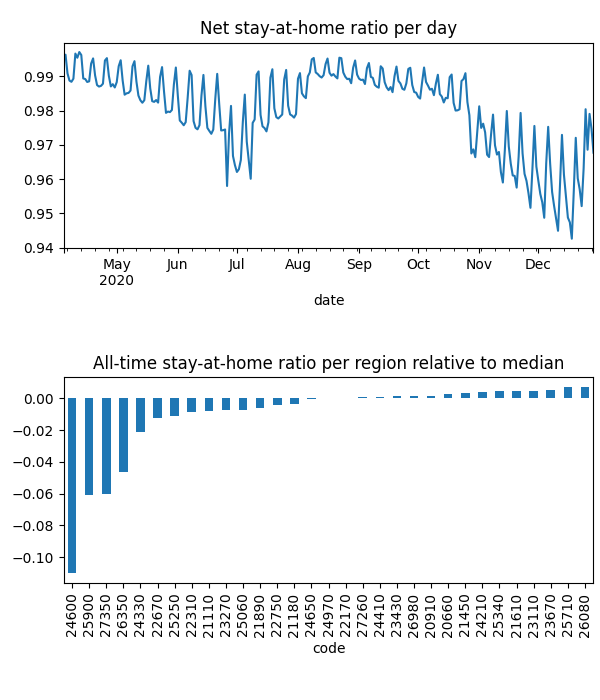 Net stay-at-home ratio per day
0.99
0.98
0.97
0.96
0.95
0.94
May Jun Jul Aug Sep Oct Nov Dec
2020
date
All-time stay-at-home ratio per region relative to median
0.00
−0.02
−0.04
−0.06
−0.08
−0.10
24600 25900 27350 26350 24330 22670 25250 22310 21110 23270 25060 21890 22750 21180 24650 24970 22170 27260 24410 23430 26980 20910 20660 21450 24210 25340 21610 23110 23670 25710 26080
code